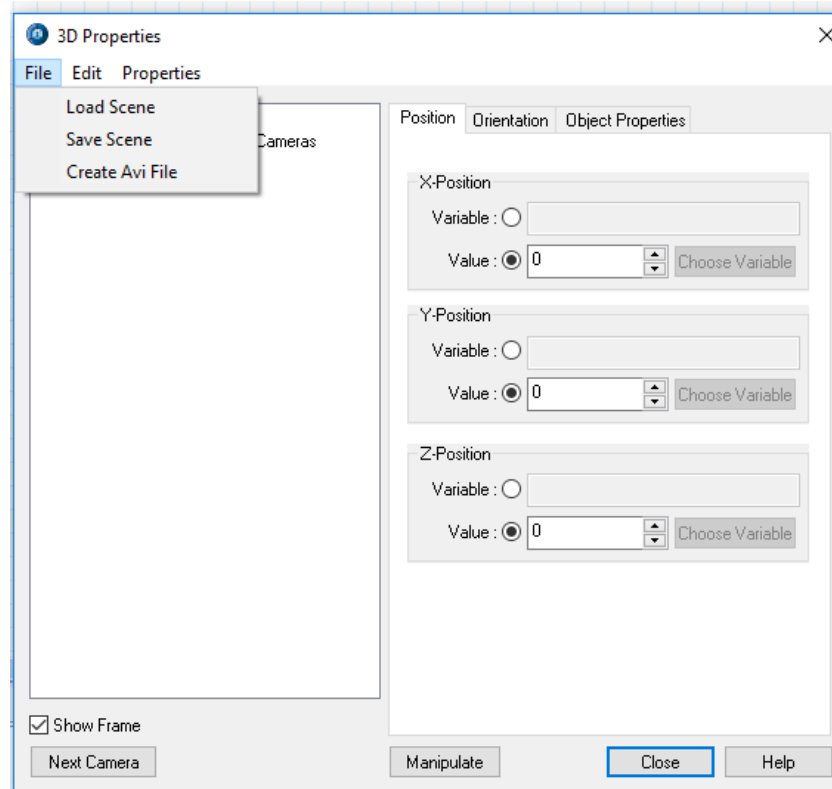 3D Properties
File Edit Properties
Load Scene
Save Scene
Create Avi File
Cameras
Position Orientation Object Properties
X-Position
Variable :
Value : 0 Choose Variable
Y-Position
Variable :
Value : 0 Choose Variable
Z-Position
Variable :
Value : 0 Choose Variable
Show Frame
Next Camera Manipulate Close Help